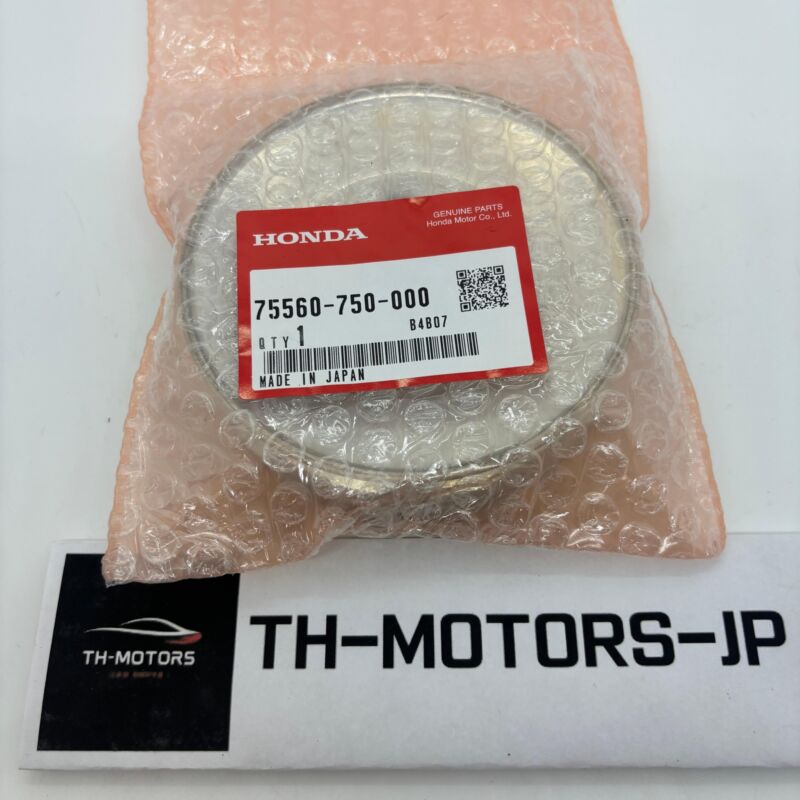 HONDA
GENUINE PARTS
Honda Motor Co., Ltd.
75560-750-000
B4B07
QTY 1
MADE IN JAPAN
TH-MOTORS
TH-MOTORS-JP